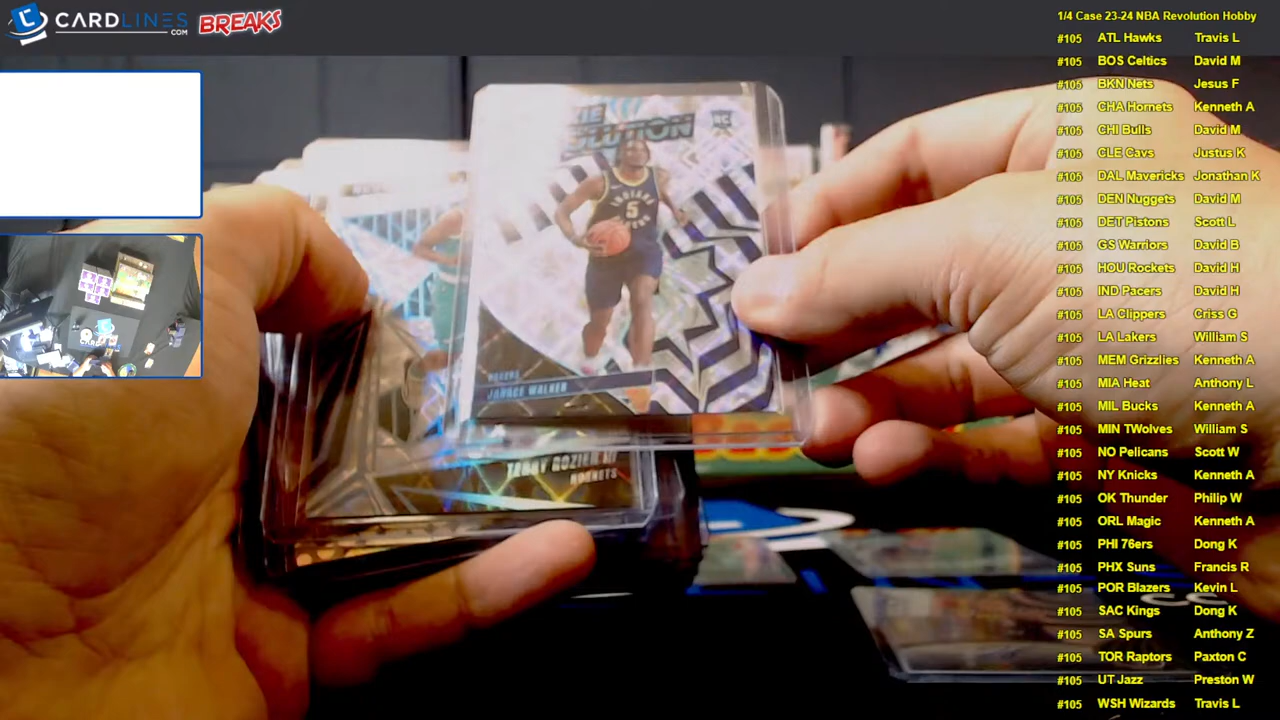 CARDLINES
.COM
BREAKS
1/4 Case 23-24 NBA Revolution Hobby
#105 ATL Hawks Travis L
#105 BOS Celtics David M
#105 BKN Nets Jesus F
#105 CHA Hornets Kenneth A
#105 CHI Bulls David M
#105 CLE Cavs Justus K
#105 DAL Mavericks Jonathan K
#105 DEN Nuggets David M
#105 DET Pistons Scott L
#105 GS Warriors David B
#105 HOU Rockets David H
#105 IND Pacers David H
#105 LA Clippers Criss G
#105 LA Lakers William S
#105 MEM Grizzlies Kenneth A
#105 MIA Heat Anthony L
#105 MIL Bucks Kenneth A
#105 MIN TWolves William S
#105 NO Pelicans Scott W
#105 NY Knicks Kenneth A
#105 OK Thunder Philip W
#105 ORL Magic Kenneth A
#105 PHI 76ers Dong K
#105 PHX Suns Francis R
#105 POR Blazers Kevin L
#105 SAC Kings Dong K
#105 SA Spurs Anthony Z
#105 TOR Raptors Paxton C
#105 UT Jazz Preston W
#105 WSH Wizards Travis L
RC
INDIANA
5
PACERS
JARACE WALKER
TERRY ROZIER III
HORNETS